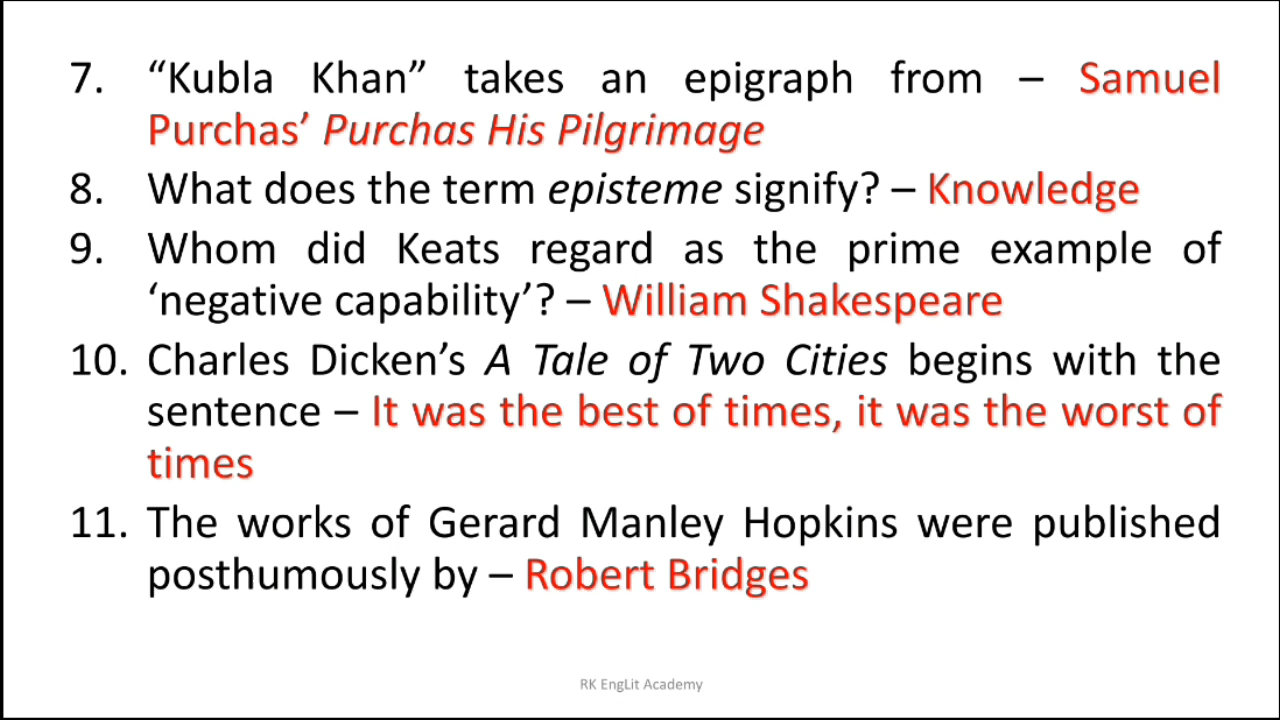 7. “Kubla Khan” takes an epigraph from – Samuel
Purchas’ Purchas His Pilgrimage
8. What does the term episteme signify? – Knowledge
9. Whom did Keats regard as the prime example of
‘negative capability’? – William Shakespeare
10. Charles Dicken’s A Tale of Two Cities begins with the
sentence – It was the best of times, it was the worst of
times
11. The works of Gerard Manley Hopkins were published
posthumously by – Robert Bridges
RK EngLit Academy